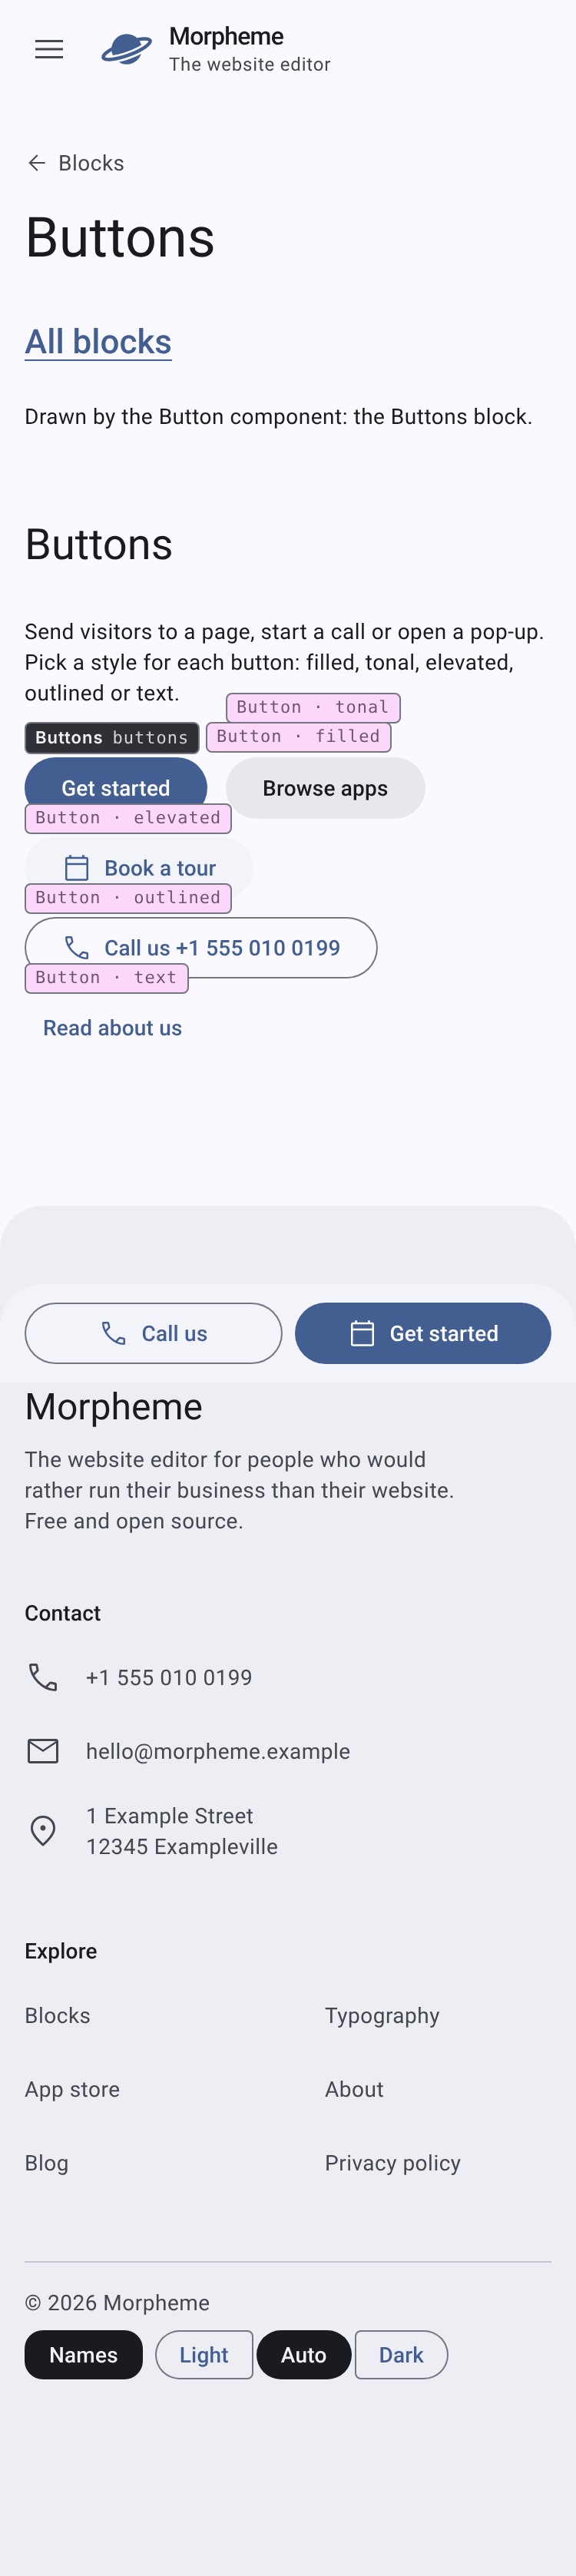 Morpheme
The website editor
Blocks
Buttons
All blocks
Drawn by the Button component: the Buttons block.
Buttons
Send visitors to a page, start a call or open a pop-up.
Pick a style for each button: filled, tonal, elevated,
outlined or text.
Button · tonal
Buttons buttons
Button · filled
Get started
Browse apps
Button · elevated
Book a tour
Button · outlined
Call us +1 555 010 0199
Button · text
Read about us
Call us
Get started
Morpheme
The website editor for people who would
rather run their business than their website.
Free and open source.
Contact
+1 555 010 0199
hello@morpheme.example
1 Example Street
12345 Exampleville
Explore
Blocks
Typography
App store
About
Blog
Privacy policy
© 2026 Morpheme
Names
Light
Auto
Dark